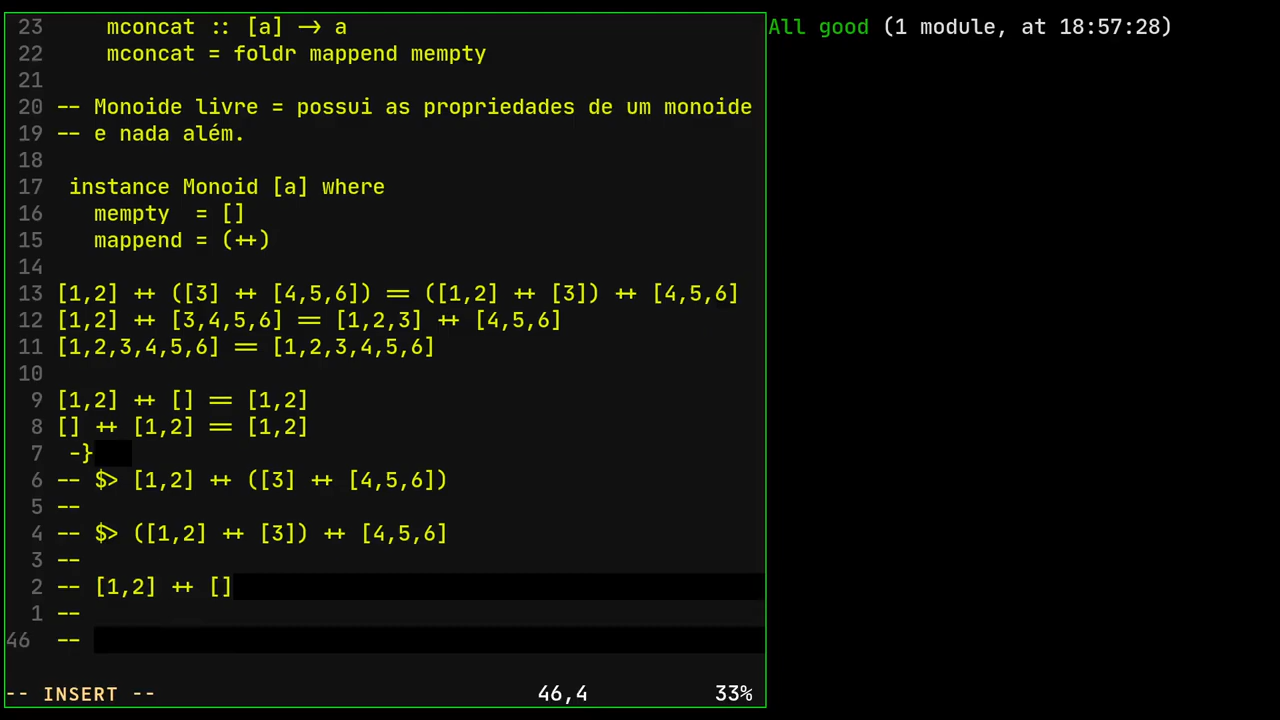 23 mconcat :: [a] -> a
22 mconcat = foldr mappend mempty
21
20 -- Monoide livre = possui as propriedades de um monoide
19 -- e nada além.
18
17 instance Monoid [a] where
16 mempty = []
15 mappend = (++)
14
13 [1,2] ++ ([3] ++ [4,5,6]) == ([1,2] ++ [3]) ++ [4,5,6]
12 [1,2] ++ [3,4,5,6] == [1,2,3] ++ [4,5,6]
11 [1,2,3,4,5,6] == [1,2,3,4,5,6]
10
9 [1,2] ++ [] == [1,2]
8 [] ++ [1,2] == [1,2]
7 -}
6 -- $> [1,2] ++ ([3] ++ [4,5,6])
5 --
4 -- $> ([1,2] ++ [3]) ++ [4,5,6]
3 --
2 -- [1,2] ++ []
1 --
46 --
-- INSERT -- 46,4 33%
All good (1 module, at 18:57:28)